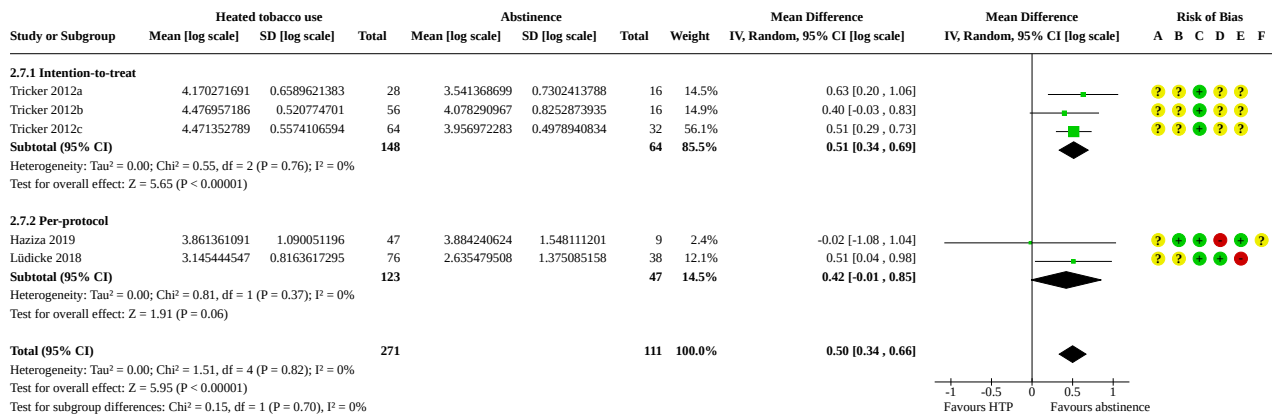 Heated tobacco use Abstinence Mean Difference Mean Difference Risk of Bias
Study or Subgroup Mean [log scale] SD [log scale] Total Mean [log scale] SD [log scale] Total Weight IV, Random, 95% CI [log scale] IV, Random, 95% CI [log scale] A B C D E F
2.7.1 Intention-to-treat
Tricker 2012a 4.170271691 0.6589621383 28 3.541368699 0.7302413788 16 14.5% 0.63 [0.20 , 1.06] ? ? + ? ?
Tricker 2012b 4.476957186 0.520774701 56 4.078290967 0.8252873935 16 14.9% 0.40 [-0.03 , 0.83] ? ? + ? ?
Tricker 2012c 4.471352789 0.5574106594 64 3.956972283 0.4978940834 32 56.1% 0.51 [0.29 , 0.73] ? ? + ? ?
Subtotal (95% CI) 148 64 85.5% 0.51 [0.34 , 0.69]
Heterogeneity: Tau² = 0.00; Chi² = 0.55, df = 2 (P = 0.76); I² = 0%
Test for overall effect: Z = 5.65 (P < 0.00001)
2.7.2 Per-protocol
Haziza 2019 3.861361091 1.090051196 47 3.884240624 1.548111201 9 2.4% -0.02 [-1.08 , 1.04] ? + + - + ?
Lüdicke 2018 3.145444547 0.8163617295 76 2.635479508 1.375085158 38 12.1% 0.51 [0.04 , 0.98] ? ? + + -
Subtotal (95% CI) 123 47 14.5% 0.42 [-0.01 , 0.85]
Heterogeneity: Tau² = 0.00; Chi² = 0.81, df = 1 (P = 0.37); I² = 0%
Test for overall effect: Z = 1.91 (P = 0.06)
Total (95% CI) 271 111 100.0% 0.50 [0.34 , 0.66]
Heterogeneity: Tau² = 0.00; Chi² = 1.51, df = 4 (P = 0.82); I² = 0%
Test for overall effect: Z = 5.95 (P < 0.00001) -1 -0.5 0 0.5 1
Test for subgroup differences: Chi² = 0.15, df = 1 (P = 0.70), I² = 0% Favours HTP Favours abstinence